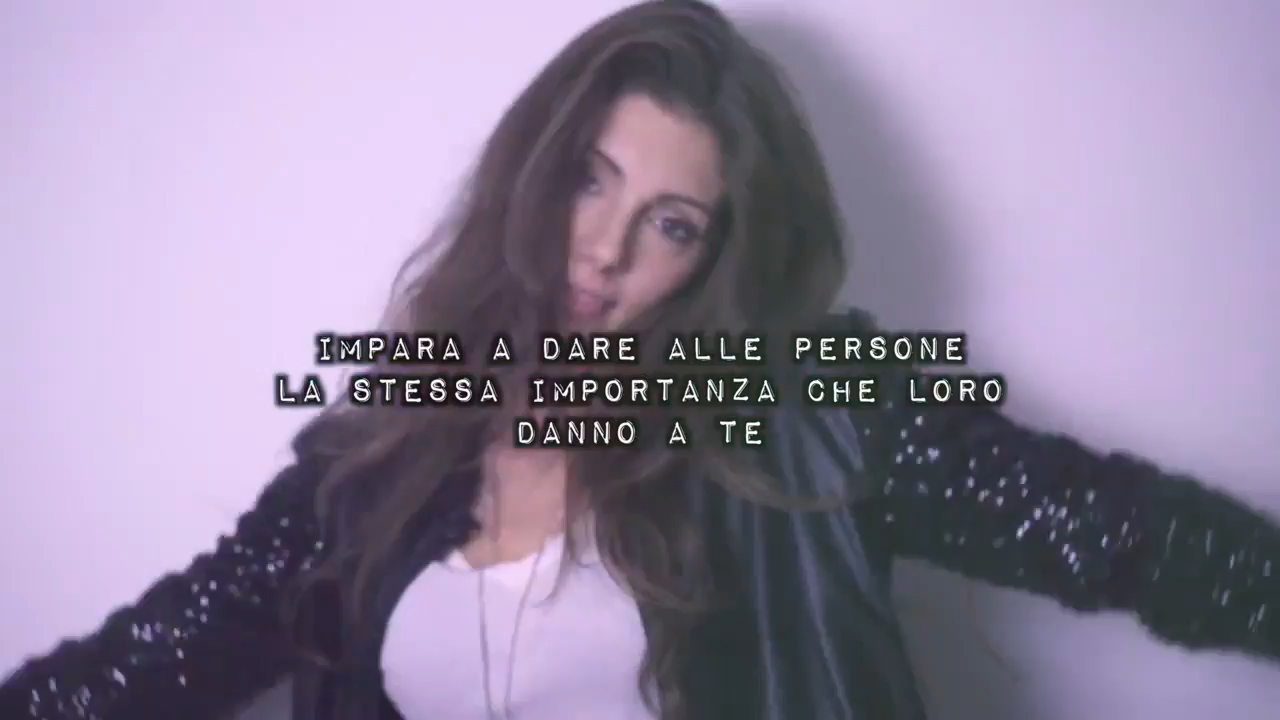 IMPARA A DARE ALLE PERSONE
LA STESSA IMPORTANZA CHE LORO
DANNO A TE